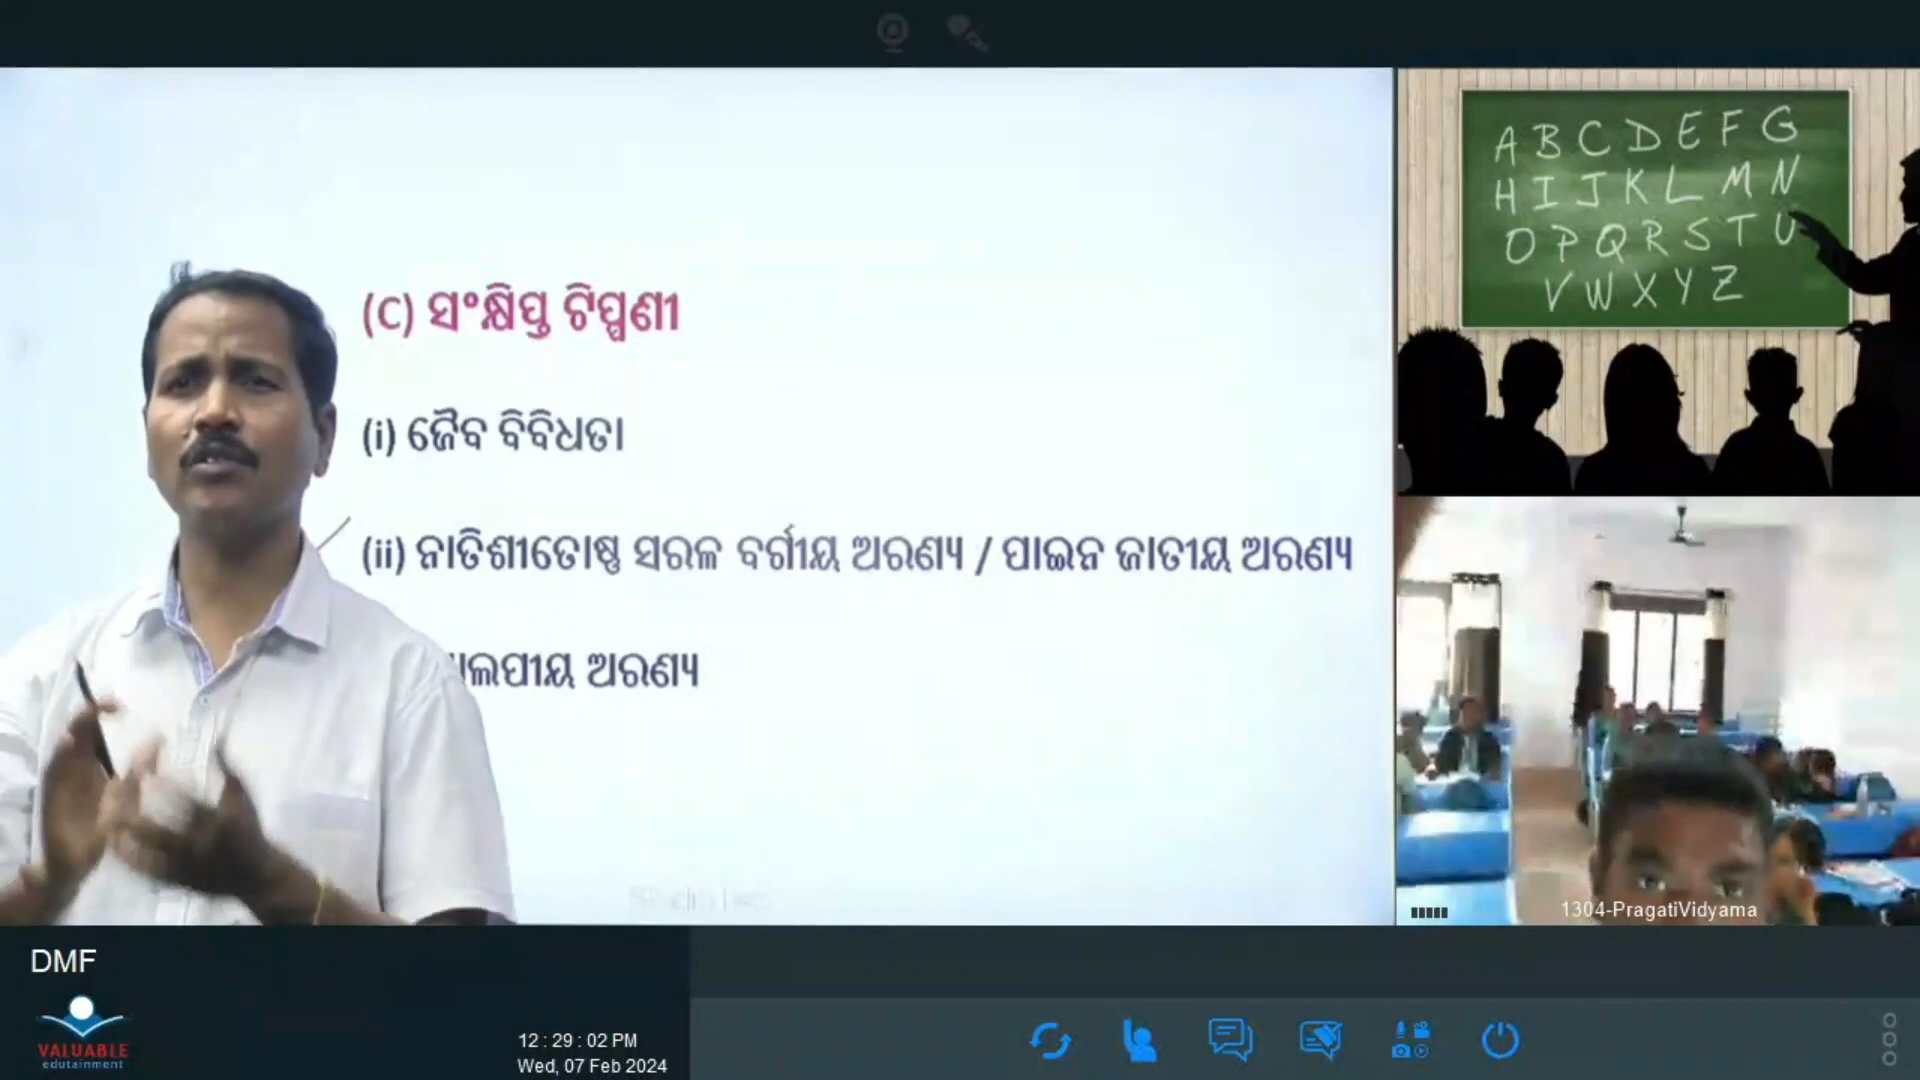 (C) ସଂକ୍ଷିପ୍ତ ଟିପ୍ପଣୀ
(i) ଜୈବ ବିବିଧତା
(ii) ନାତିଶୀତୋଷ୍ଣ ସରଳ ବର୍ଗୀୟ ଅରଣ୍ୟ / ପାଇନ ଜାତୀୟ ଅରଣ୍ୟ
ଅରଣ୍ୟ
A B C D E F G
H I J K L M N
O P Q R S T U
V W X Y Z
1304-PragatiVidyama
DMF
VALUABLE
edutainment
12 : 29 : 02 PM
Wed, 07 Feb 2024